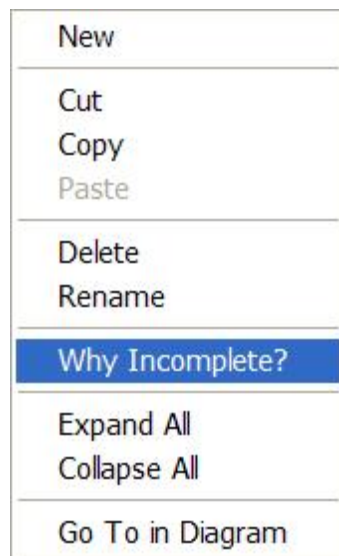 New
Cut
Copy
Paste
Delete
Rename
Why Incomplete?
Expand All
Collapse All
Go To in Diagram